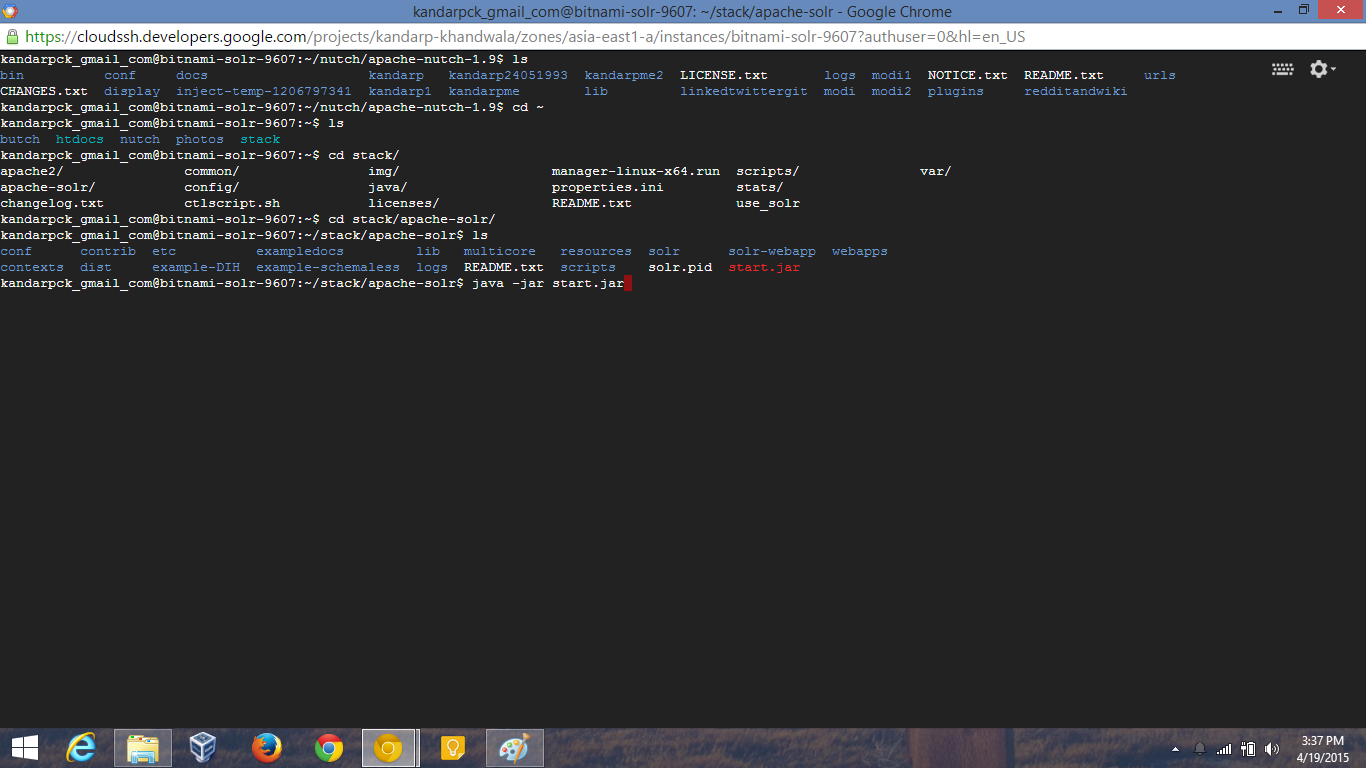 kandarpck_gmail_com@bitnami-solr-9607: ~/stack/apache-solr - Google Chrome
https://cloudssh.developers.google.com/projects/kandarp-khandwala/zones/asia-east1-a/instances/bitnami-solr-9607?authuser=0&hl=en_US
kandarpck_gmail_com@bitnami-solr-9607:~/nutch/apache-nutch-1.9$ ls
bin conf docs kandarp kandarp24051993 kandarpme2 LICENSE.txt logs modi1 NOTICE.txt README.txt urls
CHANGES.txt display inject-temp-1206797341 kandarp1 kandarpme lib linkedtwittergit modi modi2 plugins redditandwiki
kandarpck_gmail_com@bitnami-solr-9607:~/nutch/apache-nutch-1.9$ cd ~
kandarpck_gmail_com@bitnami-solr-9607:~$ ls
butch htdocs nutch photos stack
kandarpck_gmail_com@bitnami-solr-9607:~$ cd stack/
apache2/ common/ img/ manager-linux-x64.run scripts/ var/
apache-solr/ config/ java/ properties.ini stats/
changelog.txt ctlscript.sh licenses/ README.txt use_solr
kandarpck_gmail_com@bitnami-solr-9607:~$ cd stack/apache-solr/
kandarpck_gmail_com@bitnami-solr-9607:~/stack/apache-solr$ ls
conf contrib etc exampledocs lib multicore resources solr solr-webapp webapps
contexts dist example-DIH example-schemaless logs README.txt scripts solr.pid start.jar
kandarpck_gmail_com@bitnami-solr-9607:~/stack/apache-solr$ java -jar start.jar
3:37 PM
4/19/2015